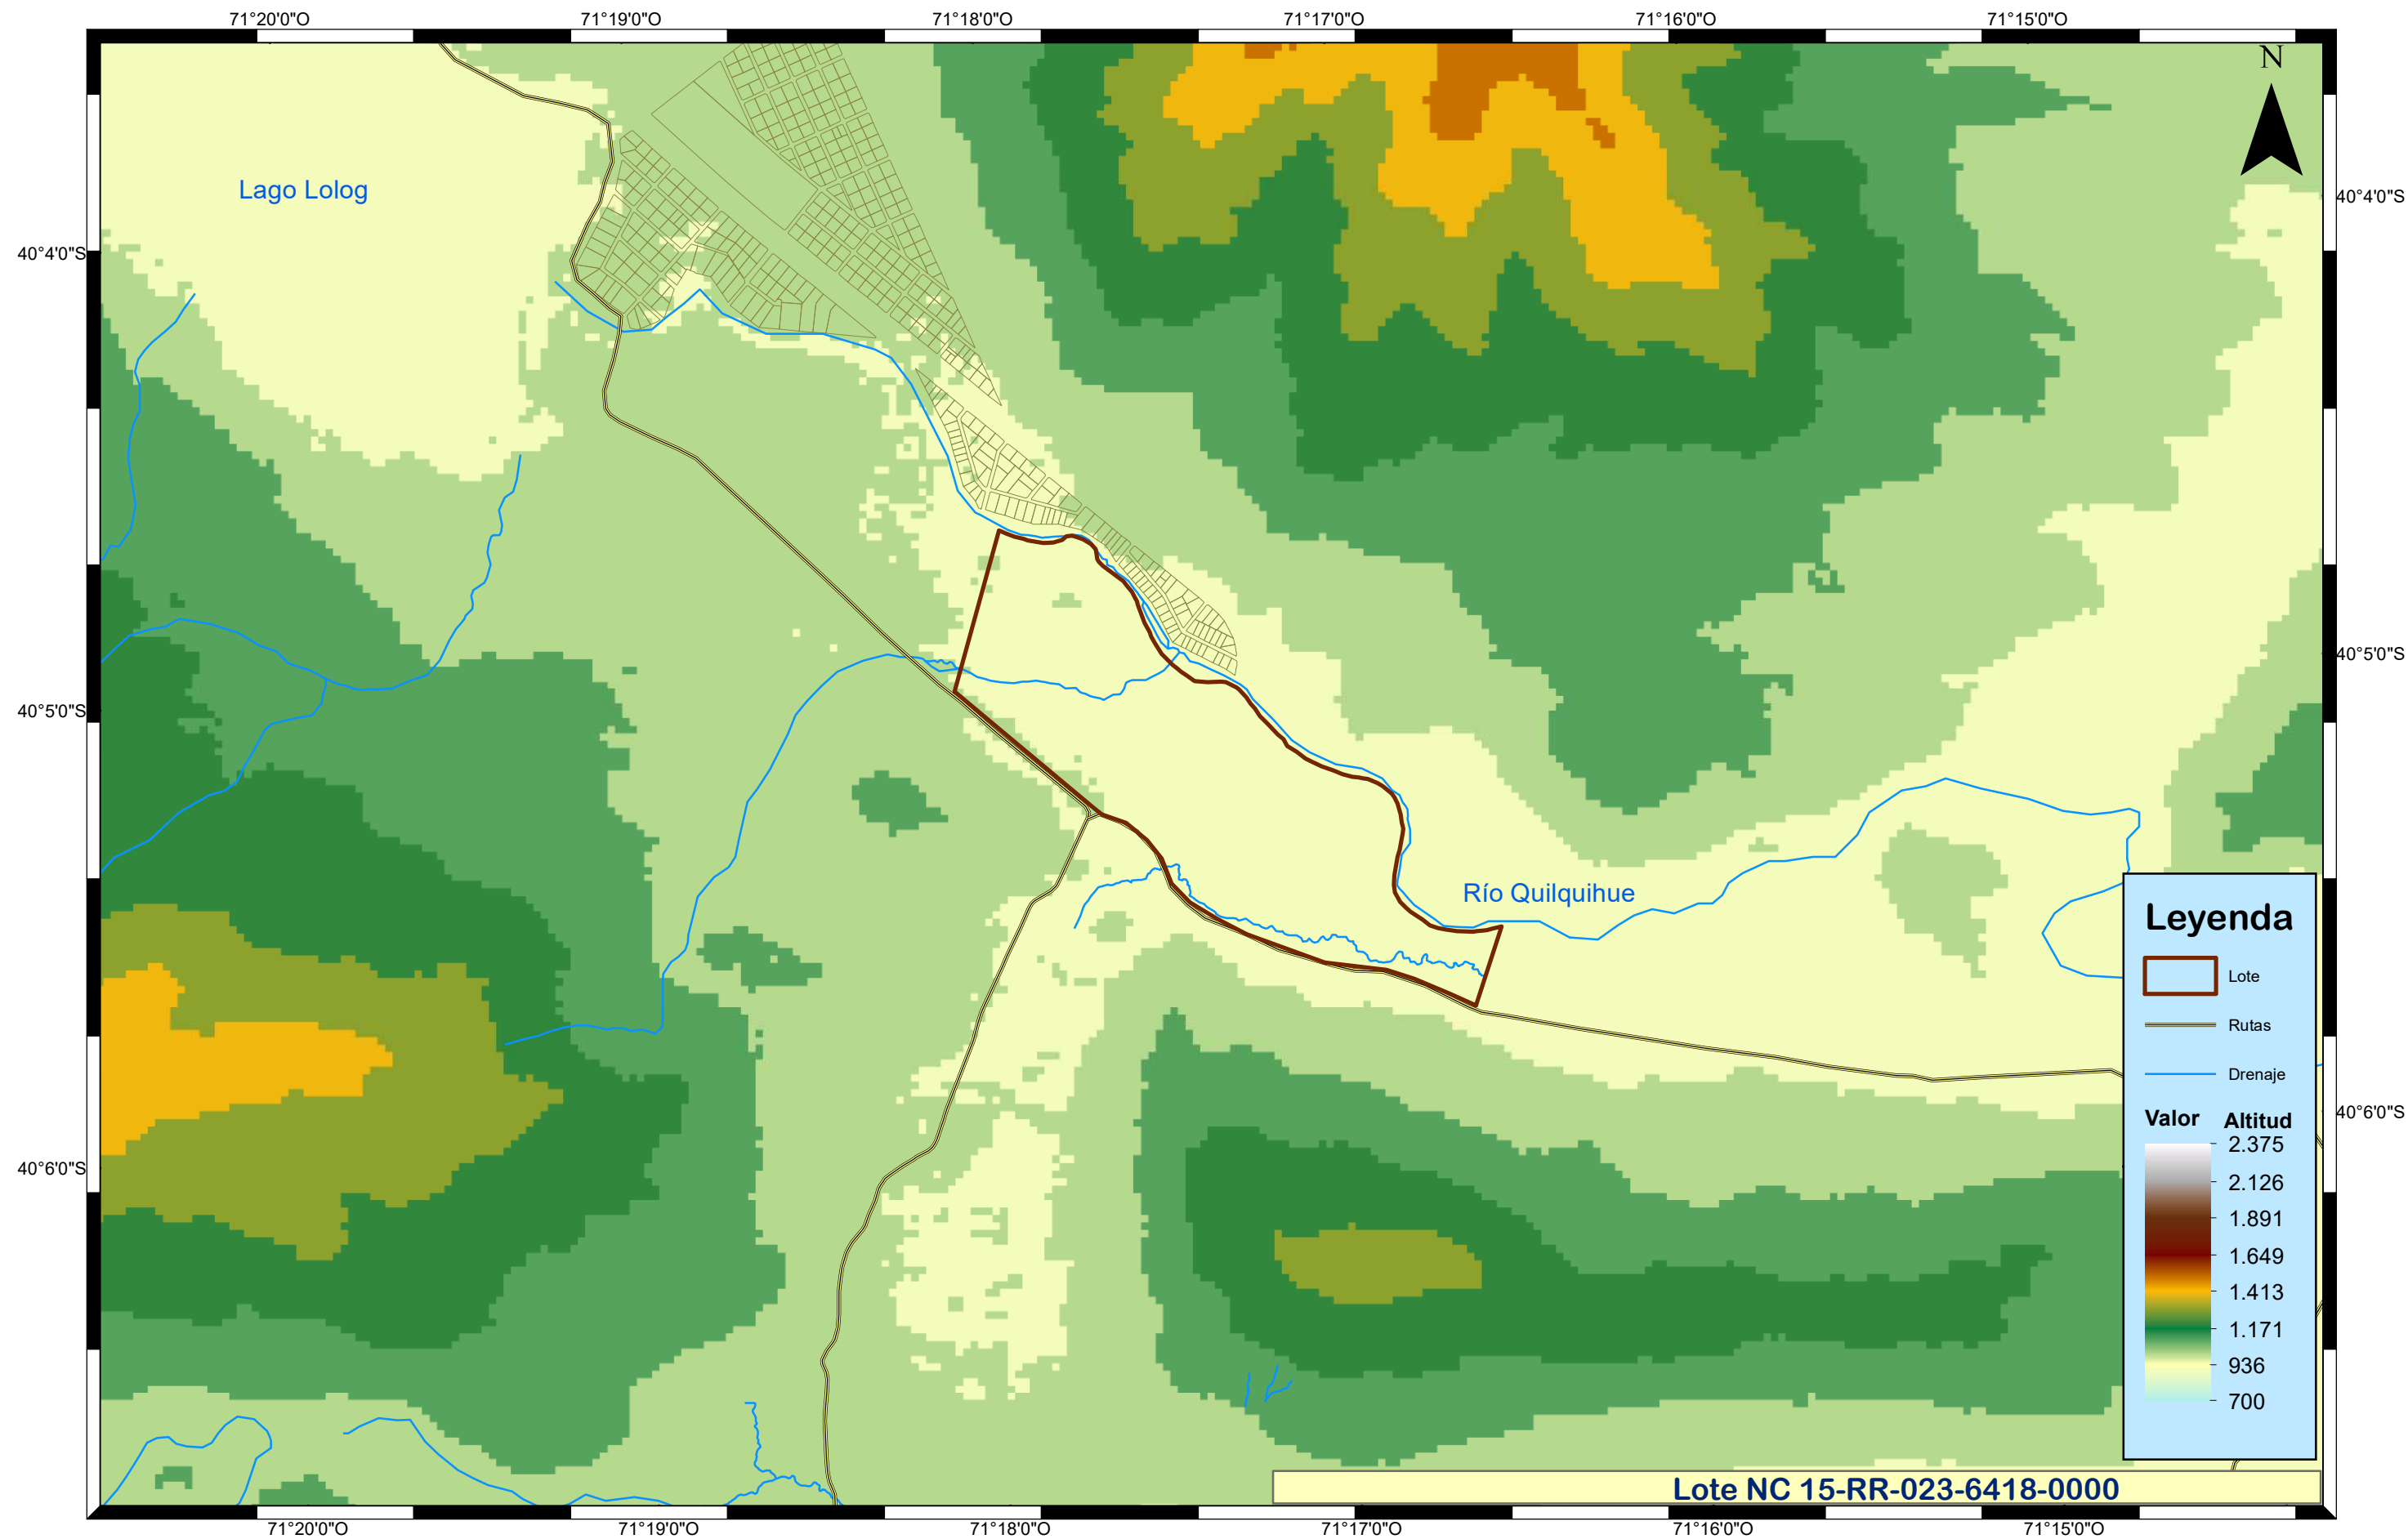 71°20'0"O 71°19'0"O 71°18'0"O 71°17'0"O 71°16'0"O 71°15'0"O
N
Lago Lolog
40°4'0"S
40°4'0"S
40°5'0"S
40°5'0"S
Río Quilquihue
Leyenda
Lote
Rutas
Drenaje
40°6'0"S
40°6'0"S
Valor Altitud
2.375
2.126
1.891
1.649
1.413
1.171
936
700
Lote NC 15-RR-023-6418-0000
71°20'0"O 71°19'0"O 71°18'0"O 71°17'0"O 71°16'0"O 71°15'0"O